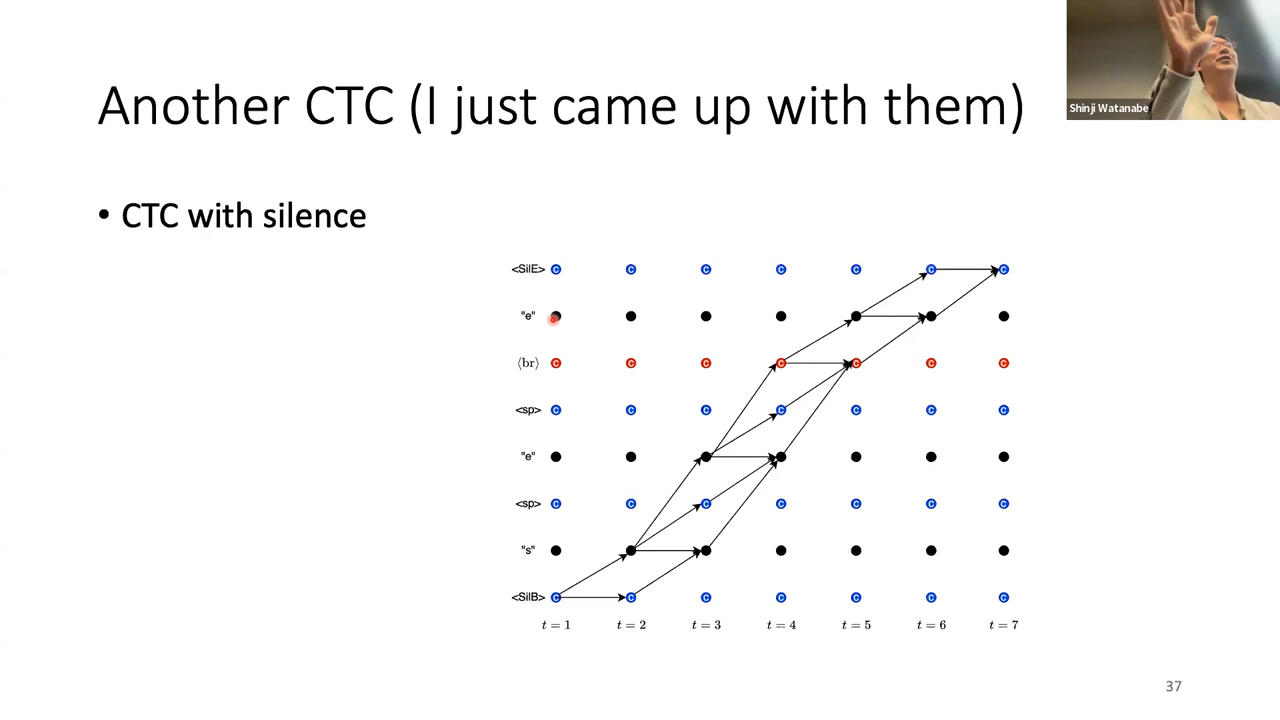 Another CTC (I just came up with them)
Shinji Watanabe
• CTC with silence
<SilE>
"e"
⟨br⟩
<sp>
"e"
<sp>
"s"
<SilB>
t = 1 t = 2 t = 3 t = 4 t = 5 t = 6 t = 7
37